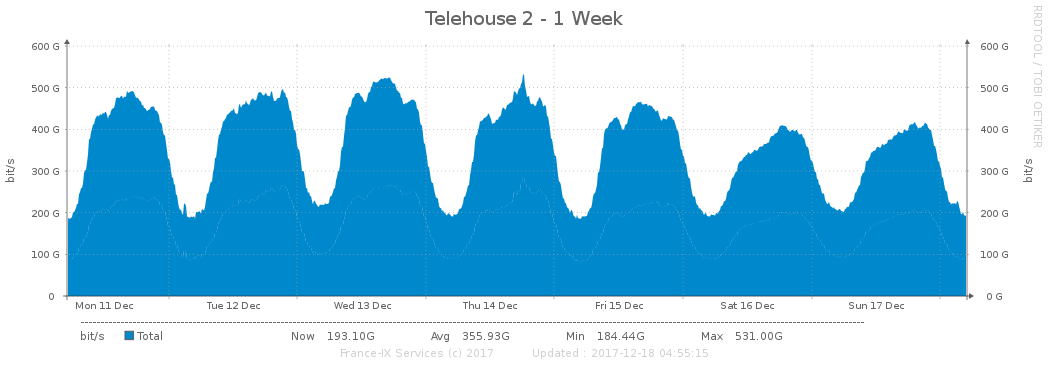 Telehouse 2 - 1 Week
RRDTOOL / TOBI OETIKER
600 G 600 G
500 G 500 G
400 G 400 G
300 G 300 G
200 G 200 G
100 G 100 G
0 0 G
bit/s bit/s
Mon 11 Dec Tue 12 Dec Wed 13 Dec Thu 14 Dec Fri 15 Dec Sat 16 Dec Sun 17 Dec
bit/s Total Now 193.10G Avg 355.93G Min 184.44G Max 531.00G
France-IX Services (c) 2017 Updated : 2017-12-18 04:55:15